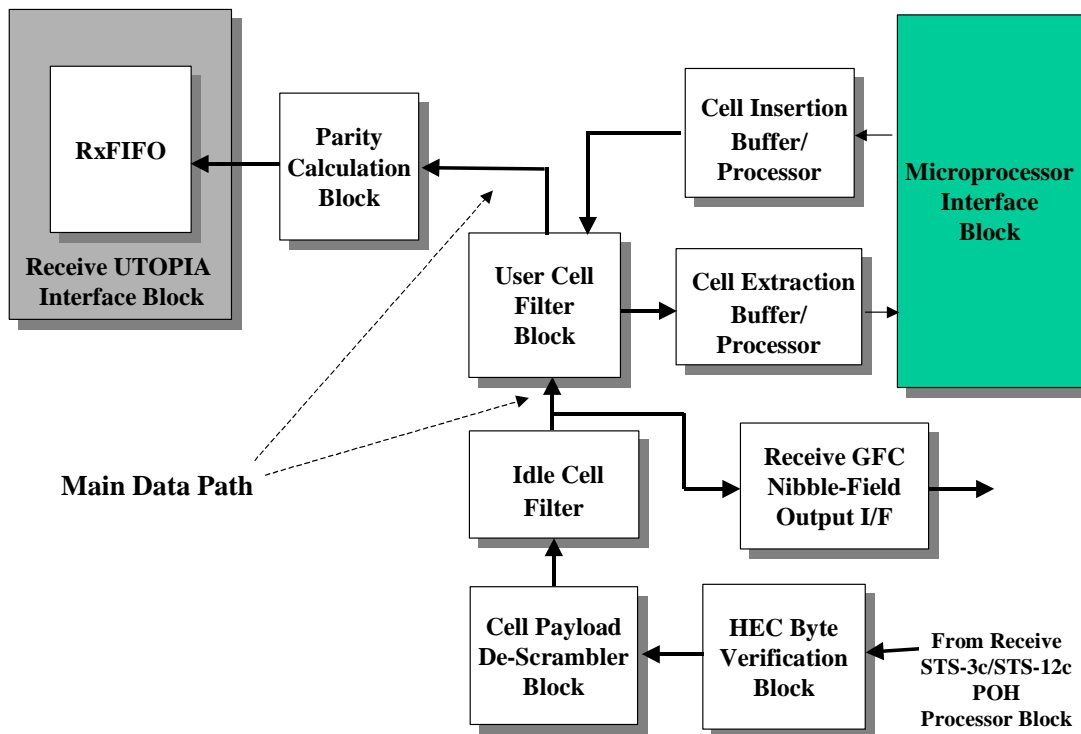 RxFIFO
Receive UTOPIA
Interface Block
Parity
Calculation
Block
Cell Insertion
Buffer/
Processor
Microprocessor
Interface
Block
User Cell
Filter
Block
Cell Extraction
Buffer/
Processor
Main Data Path
Idle Cell
Filter
Receive GFC
Nibble-Field
Output I/F
Cell Payload
De-Scrambler
Block
HEC Byte
Verification
Block
From Receive
STS-3c/STS-12c
POH
Processor Block